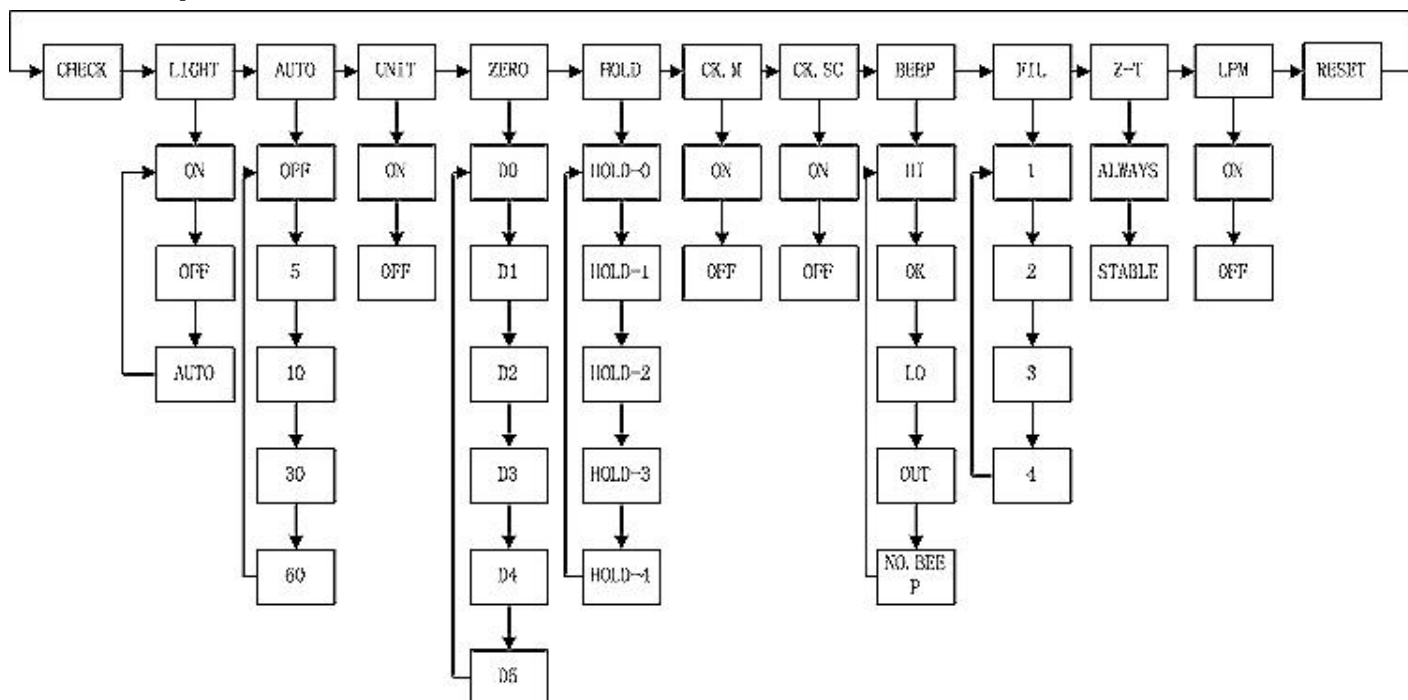 CHECK
LIGHT
AUTO
UNiT
ZERO
HOLD
CK.M
CK.SC
BEEP
FIL
Z-T
LPM
RESET
ON
OFF
ON
D0
HOLD-0
ON
ON
HI
1
ALWAYS
ON
OFF
5
OFF
D1
HOLD-1
OFF
OFF
OK
2
STABLE
OFF
AUTO
10
D2
HOLD-2
LO
3
30
D3
HOLD-3
OUT
4
60
D4
HOLD-4
NO.BEE
P
D5